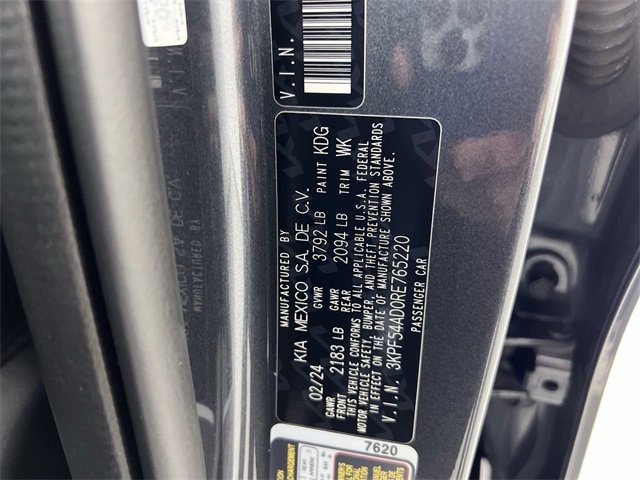 V.I.N.
MANUFACTURED BY
KIA MEXICO S.A. DE C.V.
02/24 GVWR 3792 LB PAINT KDG
GAWR FRONT 2183 LB GAWR REAR 2094 LB TRIM WK
THIS VEHICLE CONFORMS TO ALL APPLICABLE U.S.A. FEDERAL
MOTOR VEHICLE SAFETY, BUMPER, AND THEFT PREVENTION STANDARDS
IN EFFECT ON THE DATE OF MANUFACTURE SHOWN ABOVE.
V.I.N. 3KPF54AD0RE765220
PASSENGER CAR
7620